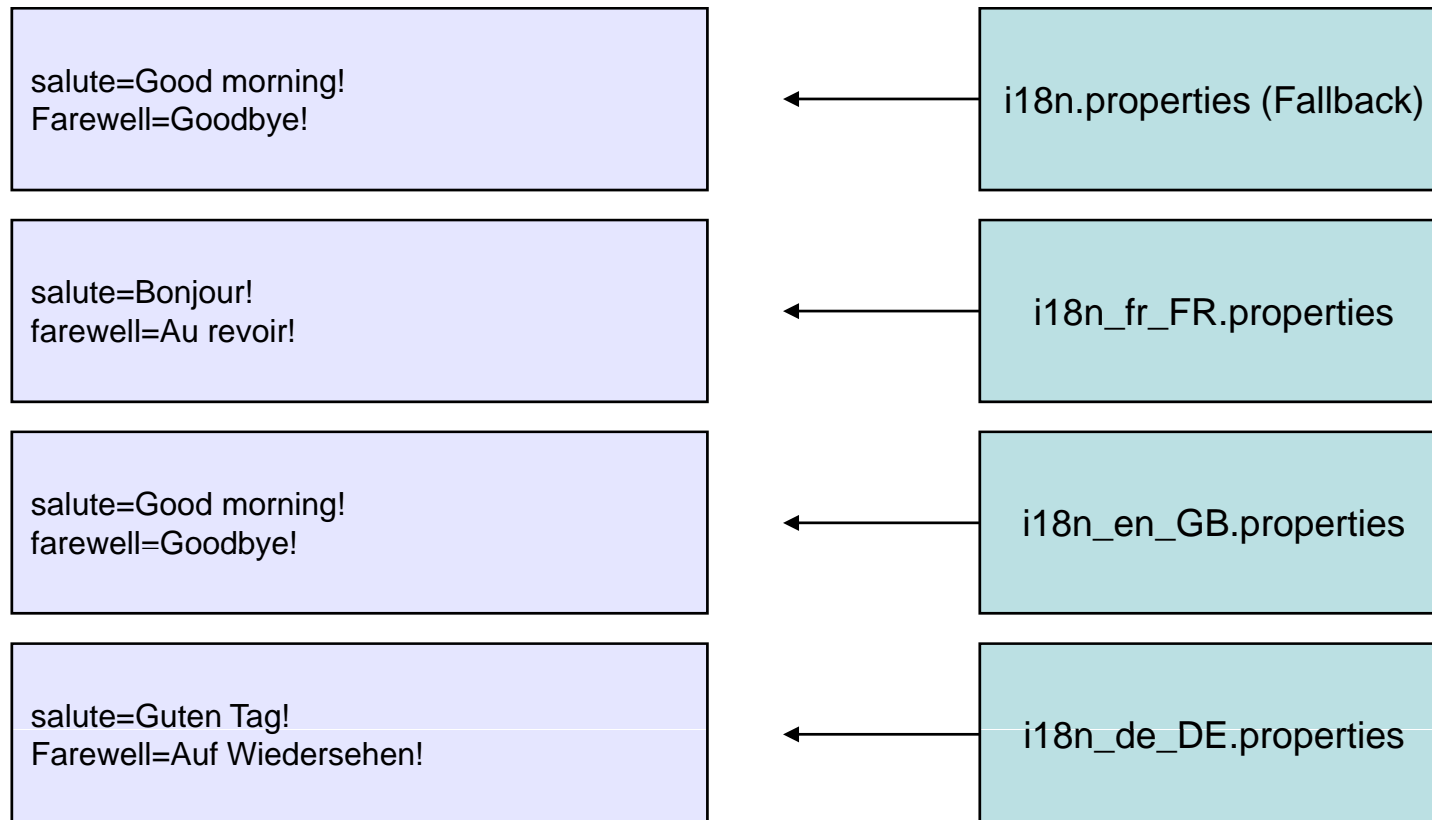 salute=Good morning!
Farewell=Goodbye!
i18n.properties (Fallback)
salute=Bonjour!
farewell=Au revoir!
i18n_fr_FR.properties
salute=Good morning!
farewell=Goodbye!
i18n_en_GB.properties
salute=Guten Tag!
Farewell=Auf Wiedersehen!
i18n_de_DE.properties